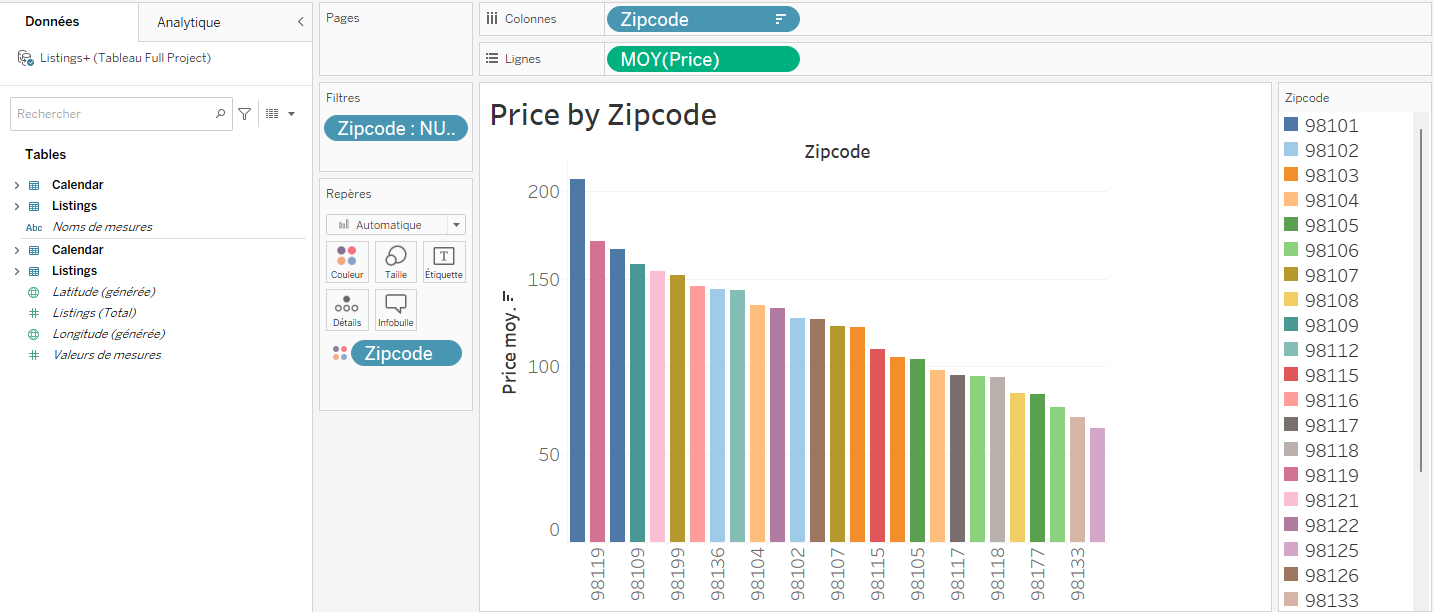 Données
Analytique
Listings+ (Tableau Full Project)
Rechercher
Tables
Calendar
Listings
Abc Noms de mesures
Calendar
Listings
Latitude (générée)
Listings (Total)
Longitude (générée)
Valeurs de mesures
Pages
Filtres
Zipcode : NU..
Repères
Automatique
Couleur Taille Étiquette
Détails Infobulle
Zipcode
Colonnes Zipcode
Lignes MOY(Price)
Price by Zipcode
Zipcode
Price moy.
200
150
100
50
0
98119 98109 98199 98136 98104 98102 98107 98115 98105 98117 98118 98177 98133
Zipcode
98101
98102
98103
98104
98105
98106
98107
98108
98109
98112
98115
98116
98117
98118
98119
98121
98122
98125
98126
98133